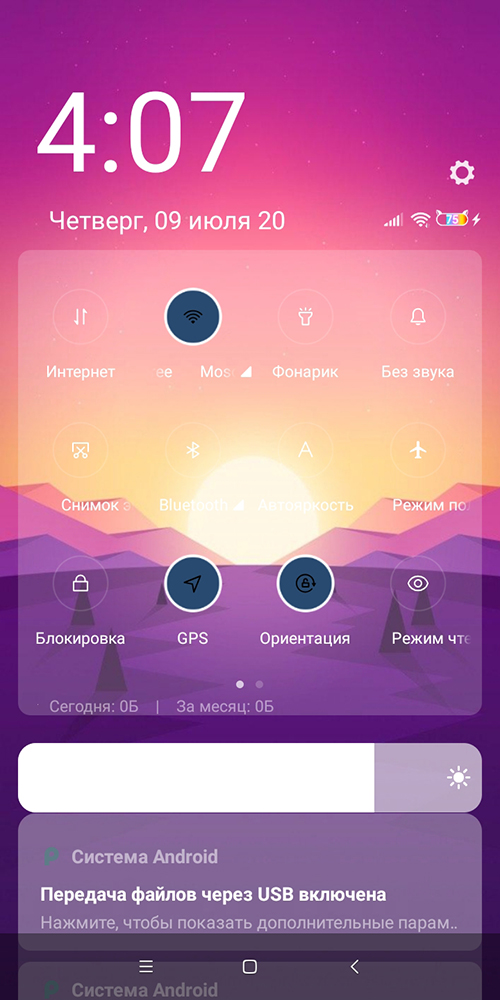 4:07
Четверг, 09 июля 20
75
Интернет
ee Mos
Фонарик
Без звука
Снимок э
Bluetooth
Автояркость
Режим по
Блокировка
GPS
Ориентация
Режим чте
Сегодня: 0Б | За месяц: 0Б
Система Android
Передача файлов через USB включена
Нажмите, чтобы показать дополнительные парам..
Система Android